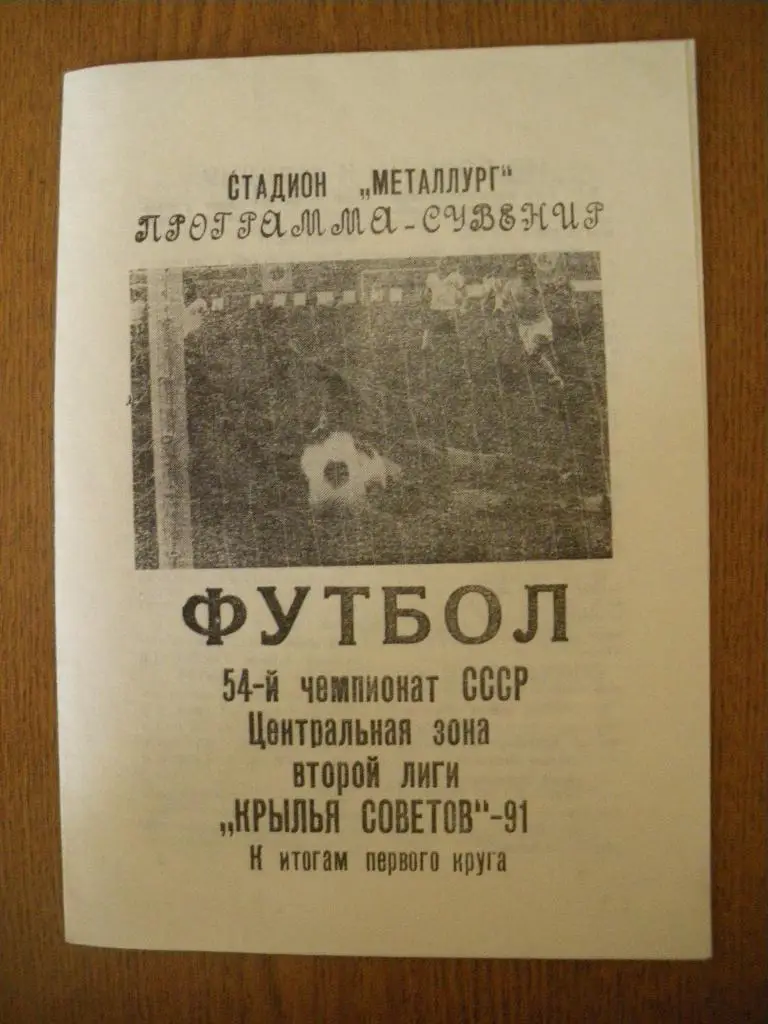 СТАДИОН „МЕТАЛЛУРГ"
ПРОГРАММА-СУВЕНИР
ФУТБОЛ
54-й чемпионат СССР
Центральная зона
второй лиги
„КРЫЛЬЯ СОВЕТОВ"-91
К итогам первого круга